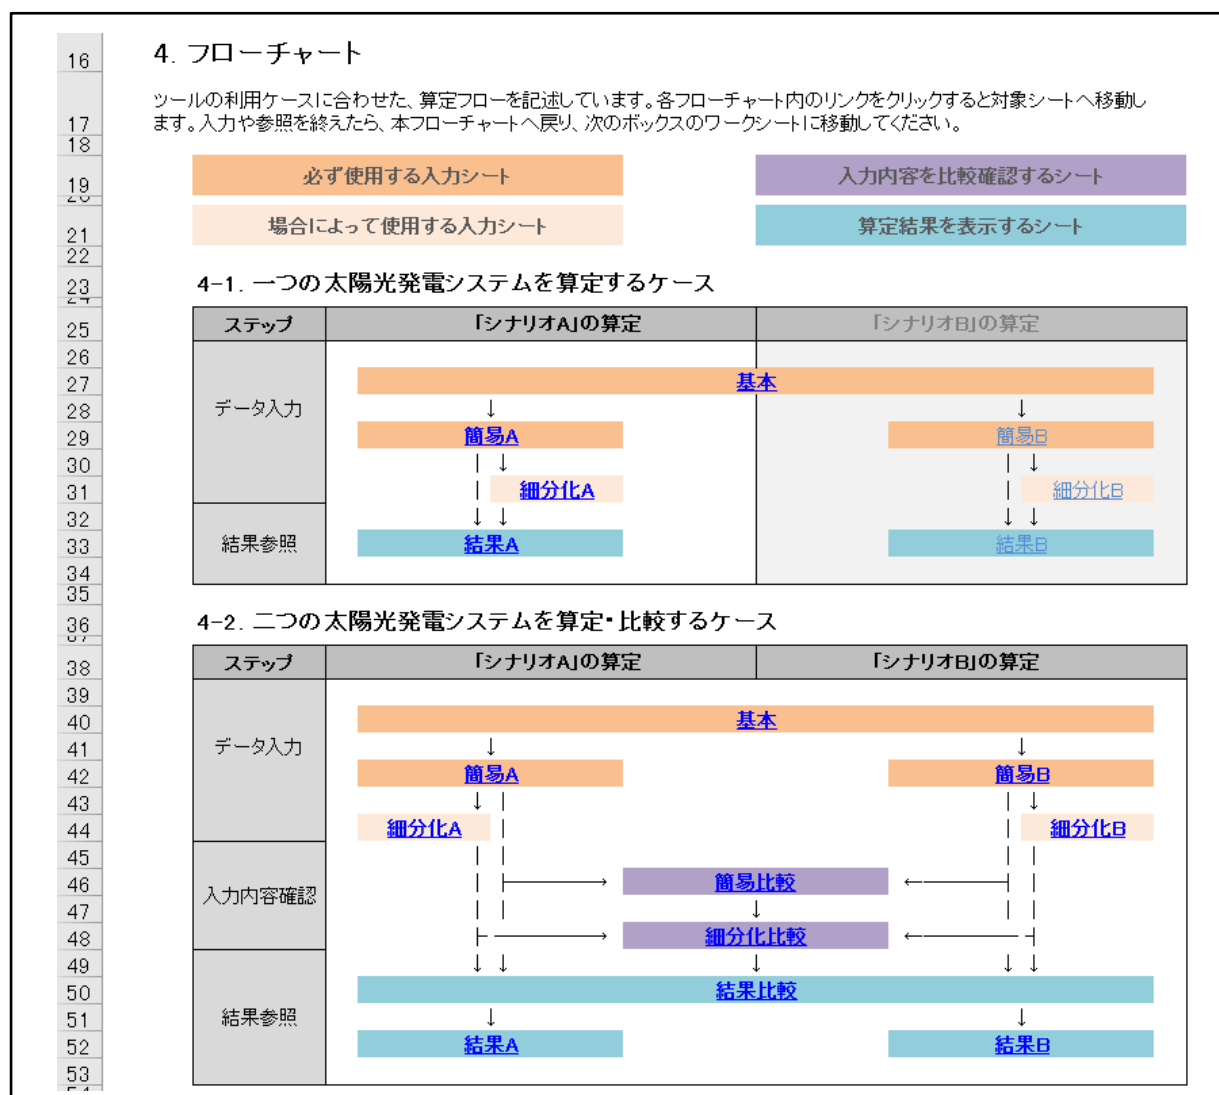 16
4. フローチャート
17
ツールの利用ケースに合わせた、算定フローを記述しています。各フローチャート内のリンクをクリックすると対象シートへ移動し
ます。入力や参照を終えたら、本フローチャートへ戻り、次のボックスのワークシートに移動してください。
18
19
必ず使用する入力シート
入力内容を比較確認するシート
21
場合によって使用する入力シート
算定結果を表示するシート
22
23
4-1. 一つの太陽光発電システムを算定するケース
25
ステップ
「シナリオA」の算定
「シナリオB」の算定
26
27
基本
28
データ入力
↓
↓
29
簡易A
簡易B
30
| ↓
| ↓
31
| 細分化A
| 細分化B
32
↓ ↓
↓ ↓
33
結果参照
結果A
結果B
34
35
36
4-2. 二つの太陽光発電システムを算定・比較するケース
38
ステップ
「シナリオA」の算定
「シナリオB」の算定
39
40
基本
41
データ入力
↓
↓
42
簡易A
簡易B
43
↓ |
| ↓
44
細分化A |
| 細分化B
45
46
入力内容確認
簡易比較
47
↓
48
細分化比較
49
↓ ↓
↓
↓ ↓
50
結果比較
51
結果参照
↓
↓
52
結果A
結果B
53